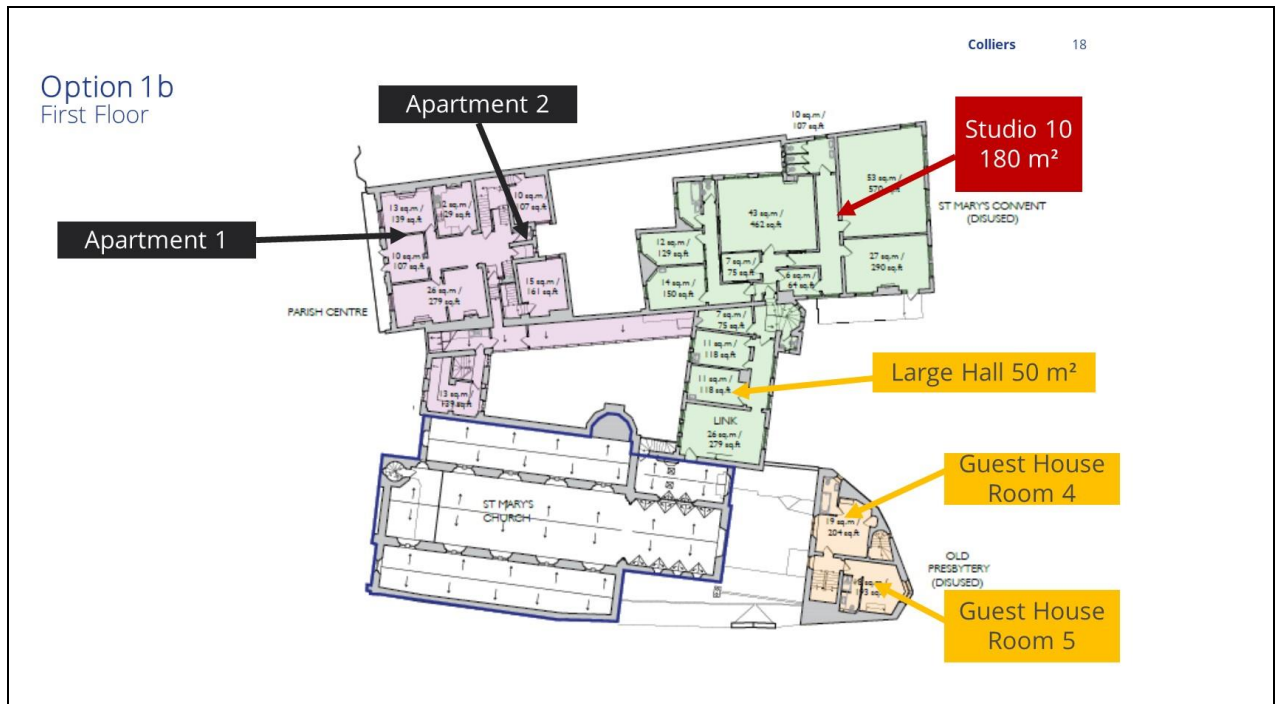 Colliers 18
Option 1b
First Floor
Apartment 2
Apartment 1
Studio 10
180 m²
10 sq.m /
107 sq.ft
53 sq.m /
570 sq.ft
ST MARY'S CONVENT
(DISUSED)
13 sq.m /
139 sq.ft
129 sq.ft
10 sq.m /
107 sq.ft
43 sq.m /
462 sq.ft
12 sq.m /
129 sq.ft
10 sq.m /
107 sq.ft
7 sq.m /
75 sq.ft
27 sq.m /
290 sq.ft
6 sq.m /
64 sq.ft
14 sq.m /
150 sq.ft
15 sq.m /
161 sq.ft
26 sq.m /
279 sq.ft
PARISH CENTRE
7 sq.m /
75 sq.ft
11 sq.m /
118 sq.ft
11 sq.m /
118 sq.ft
Large Hall 50 m²
13 sq.m /
139 sq.ft
LINK
26 sq.m /
279 sq.ft
Guest House
Room 4
ST MARY'S
CHURCH
19 sq.m /
204 sq.ft
OLD
PRESBYTERY
(DISUSED)
193 sq.ft
Guest House
Room 5